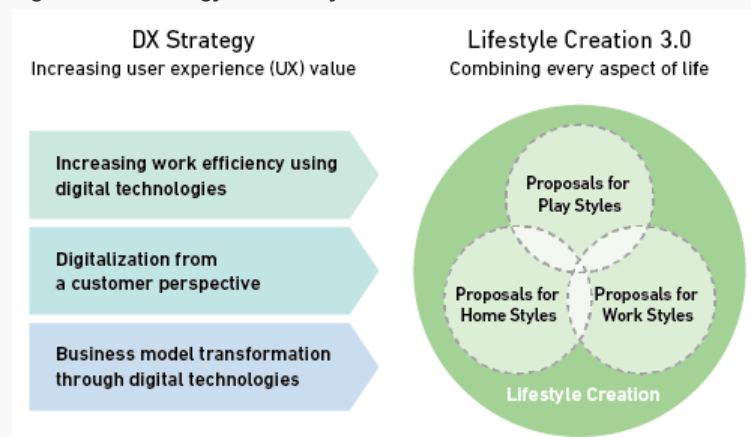 DX Strategy
Increasing user experience (UX) value
Increasing work efficiency using
digital technologies
Digitalization from
a customer perspective
Business model transformation
through digital technologies
Lifestyle Creation 3.0
Combining every aspect of life
Proposals for
Play Styles
Proposals for
Home Styles
Proposals for
Work Styles
Lifestyle Creation